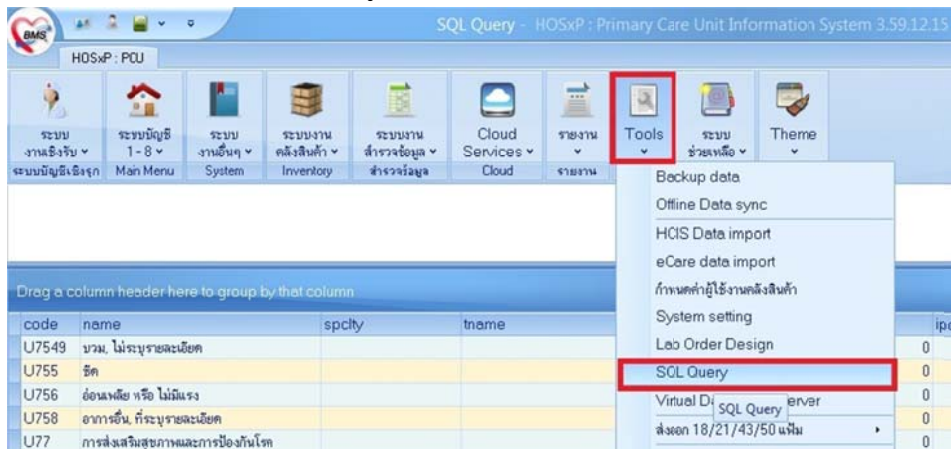 BMS
SQL Query - HOSxP : Primary Care Unit Information System 3.59.12.15
HOSxP : PCU
ระบบ งานเชิงรับ
ระบบบัญชี 1 - 8
ระบบ งานอื่นๆ
ระบบงาน คลังสินค้า
ระบบงาน สำรวจข้อมูล
Cloud Services
รายงาน
Tools
ระบบ ช่วยเหลือ
Theme
ระบบบัญชีเชิงรุก Main Menu System Inventory สำรวจข้อมูล Cloud รายงาน
Backup data
Offline Data sync
HCIS Data import
eCare data import
กำหนดค่าผู้ใช้งานคลังสินค้า
System setting
Lab Order Design
SQL Query
Virtual D erver
SQL Query
ส่งออก 18/21/43/50 แฟ้ม
Drag a column header here to group by that column
code name spclty tname
U7549 บวม, ไม่ระบุรายละเอียด 0
U755 ซีด 0
U756 อ่อนเพลีย หรือ ไม่มีแรง 0
U758 อาการอื่น, ที่ระบุรายละเอียด 0
U77 การส่งเสริมสุขภาพและการป้องกันโรค 0